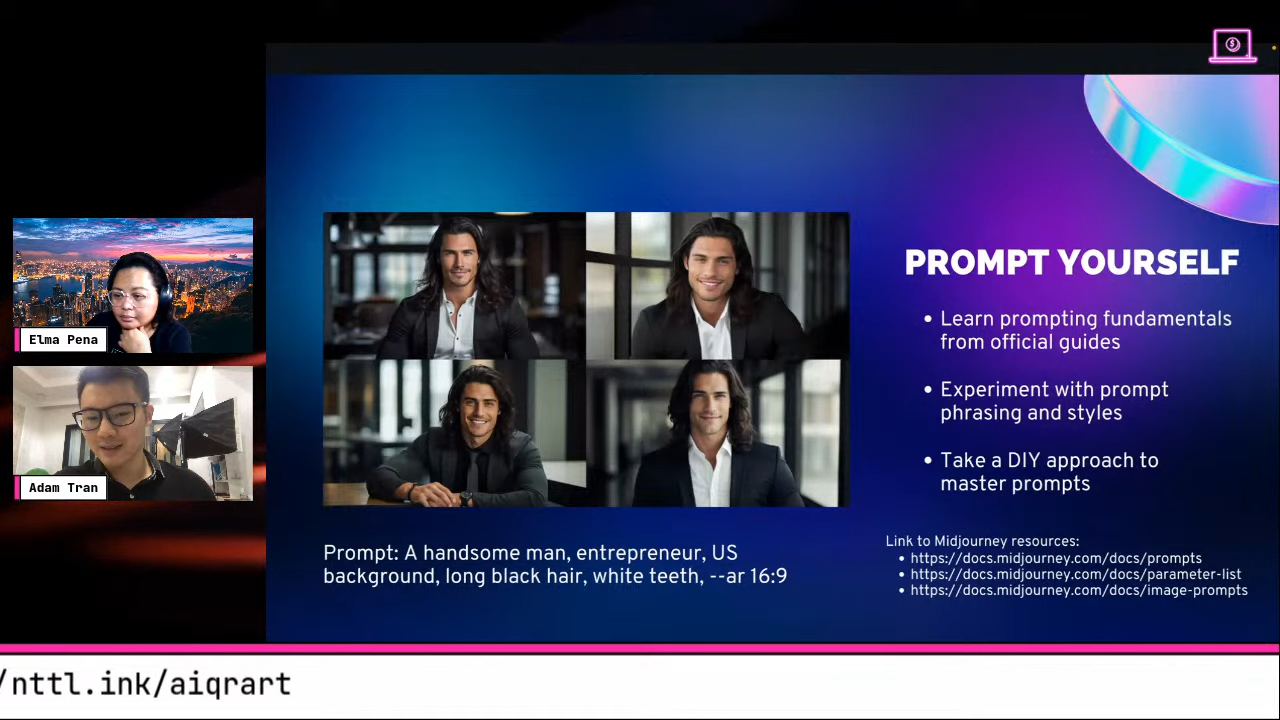 Elma Pena
Adam Tran
Prompt: A handsome man, entrepreneur, US
background, long black hair, white teeth, --ar 16:9
PROMPT YOURSELF
• Learn prompting fundamentals
from official guides
• Experiment with prompt
phrasing and styles
• Take a DIY approach to
master prompts
Link to Midjourney resources:
• https://docs.midjourney.com/docs/prompts
• https://docs.midjourney.com/docs/parameter-list
• https://docs.midjourney.com/docs/image-prompts
/nttl.ink/aiqrart